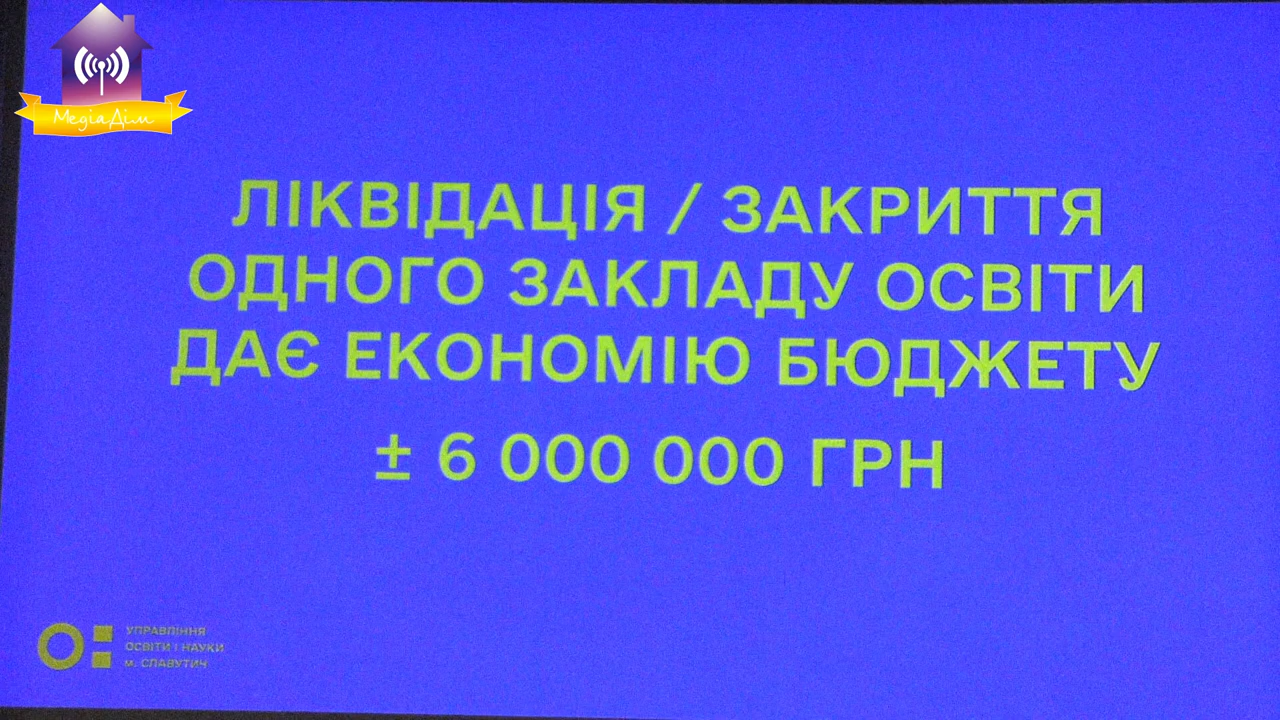 МедіаДім
ЛІКВІДАЦІЯ / ЗАКРИТТЯ
ОДНОГО ЗАКЛАДУ ОСВІТИ
ДАЄ ЕКОНОМІЮ БЮДЖЕТУ
± 6 000 000 ГРН
УПРАВЛІННЯ
ОСВІТИ І НАУКИ
м. СЛАВУТИЧ